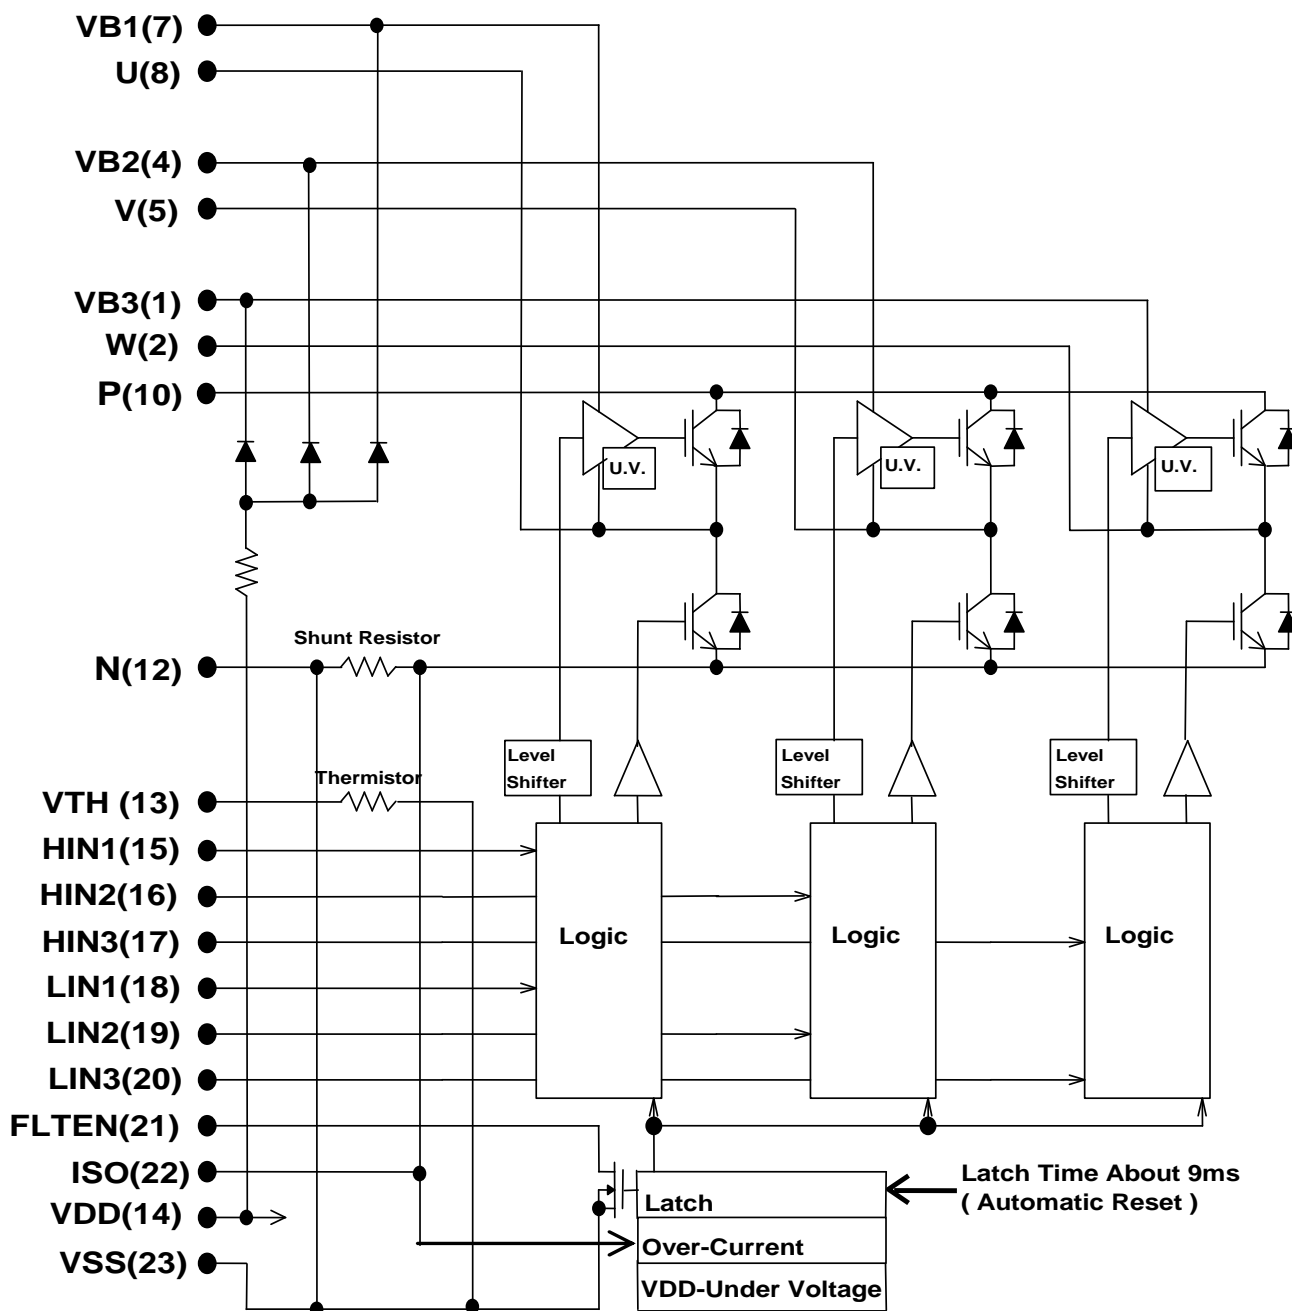 VB1(7)
U(8)
VB2(4)
V(5)
VB3(1)
W(2)
P(10)
U.V.
U.V.
U.V.
Shunt Resistor
N(12)
Level
Shifter
Level
Shifter
Level
Shifter
Thermistor
VTH (13)
HIN1(15)
HIN2(16)
HIN3(17)
Logic
Logic
Logic
LIN1(18)
LIN2(19)
LIN3(20)
FLTEN(21)
ISO(22)
VDD(14)
VSS(23)
Latch
Over-Current
VDD-Under Voltage
Latch Time About 9ms
( Automatic Reset )